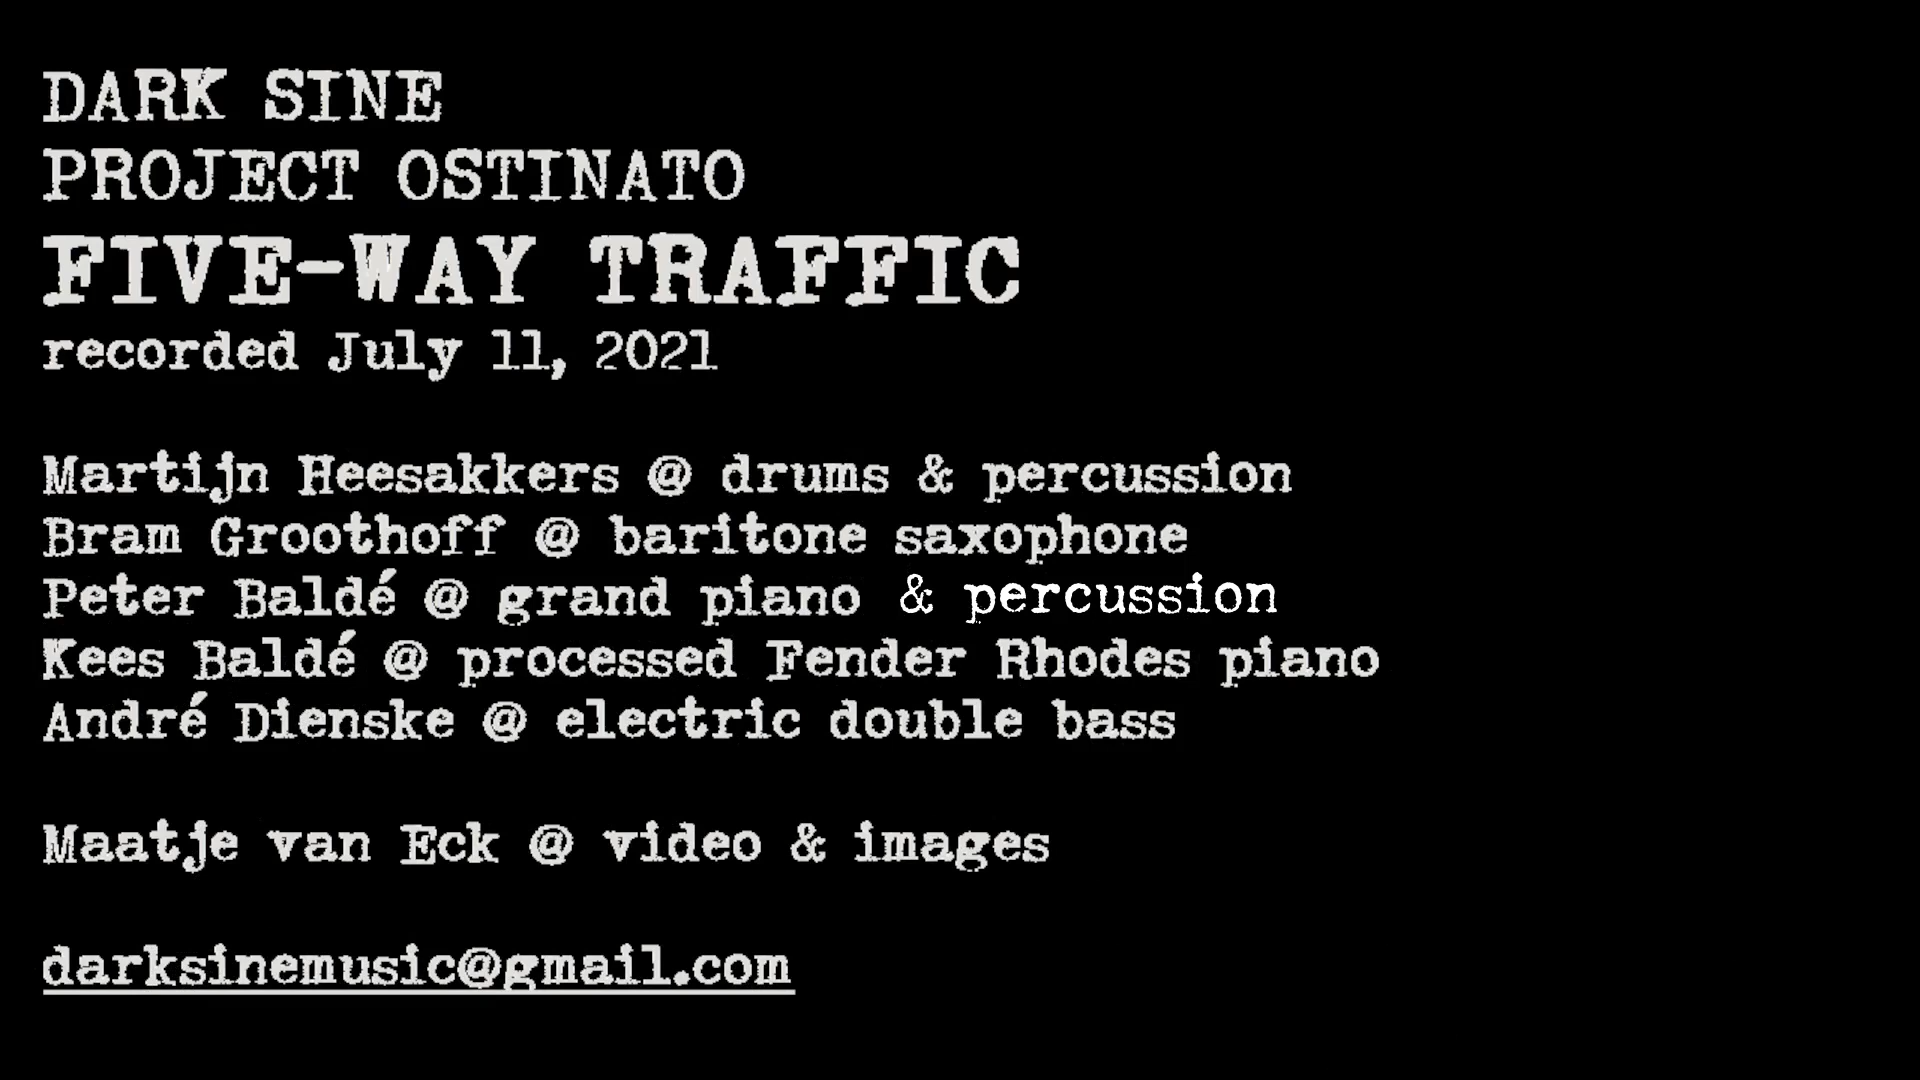 DARK SINE
PROJECT OSTINATO
FIVE-WAY TRAFFIC
recorded July 11, 2021
Martijn Heesakkers @ drums & percussion
Bram Groothoff @ baritone saxophone
Peter Baldé @ grand piano & percussion
Kees Baldé @ processed Fender Rhodes piano
André Dienske @ electric double bass
Maatje van Eck @ video & images
darksinemusic@gmail.com